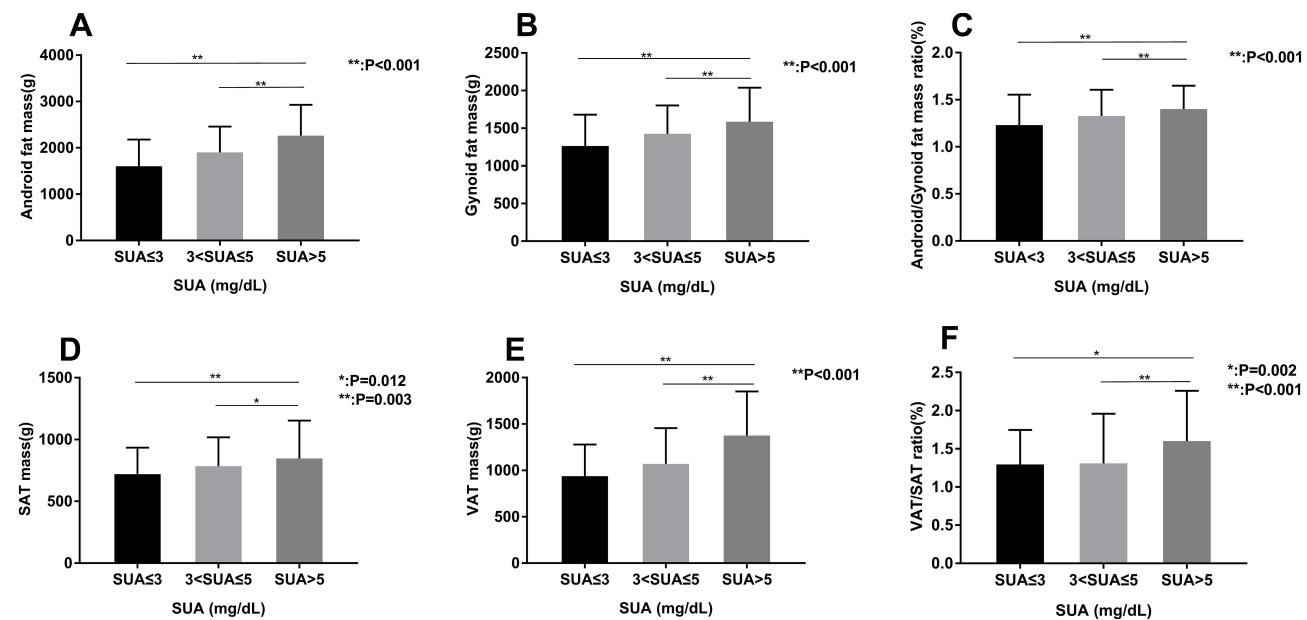 A
Android fat mass(g)
4000
3000
2000
1000
0
**
**
**:P<0.001
SUA≤3 3<SUA≤5 SUA>5
SUA (mg/dL)
B
Gynoid fat mass(g)
2500
2000
1500
1000
500
0
**
**
**:P<0.001
SUA≤3 3<SUA≤5 SUA>5
SUA (mg/dL)
C
Android/Gynoid fat mass ratio(%)
2.0
1.5
1.0
0.5
0.0
**
**
**:P<0.001
SUA<3 3<SUA≤5 SUA>5
SUA (mg/dL)
D
SAT mass(g)
1500
1000
500
0
**
*
*:P=0.012
**:P=0.003
SUA≤3 3<SUA≤5 SUA>5
SUA (mg/dL)
E
VAT mass(g)
2000
1500
1000
500
0
**
**
**P<0.001
SUA≤3 3<SUA≤5 SUA>5
SUA (mg/dL)
F
VAT/SAT ratio(%)
2.5
2.0
1.5
1.0
0.5
0.0
*
**
*:P=0.002
**:P<0.001
SUA≤3 3<SUA≤5 SUA>5
SUA (mg/dL)